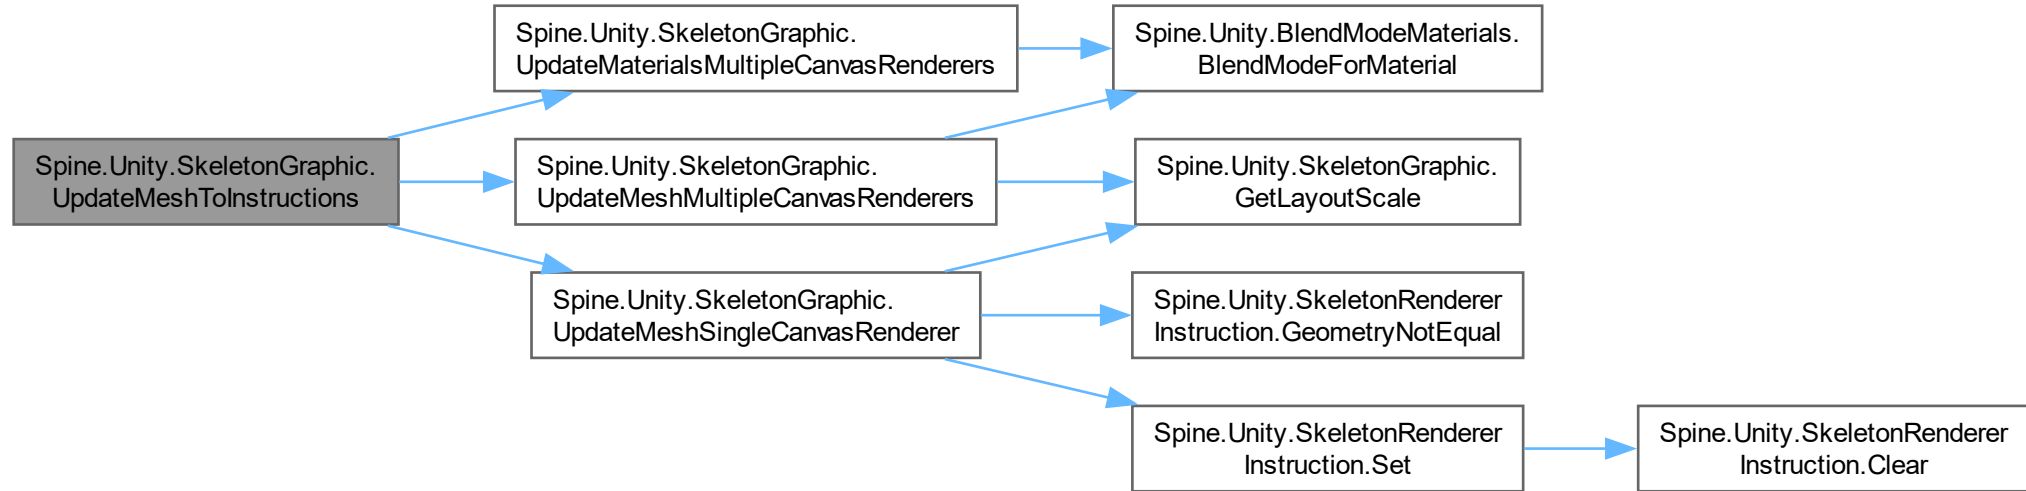 Spine.Unity.SkeletonGraphic.
UpdateMeshToInstructions
Spine.Unity.SkeletonGraphic.
UpdateMaterialsMultipleCanvasRenderers
Spine.Unity.BlendModeMaterials.
BlendModeForMaterial
Spine.Unity.SkeletonGraphic.
UpdateMeshMultipleCanvasRenderers
Spine.Unity.SkeletonGraphic.
GetLayoutScale
Spine.Unity.SkeletonGraphic.
UpdateMeshSingleCanvasRenderer
Spine.Unity.SkeletonRenderer
Instruction.GeometryNotEqual
Spine.Unity.SkeletonRenderer
Instruction.Set
Spine.Unity.SkeletonRenderer
Instruction.Clear